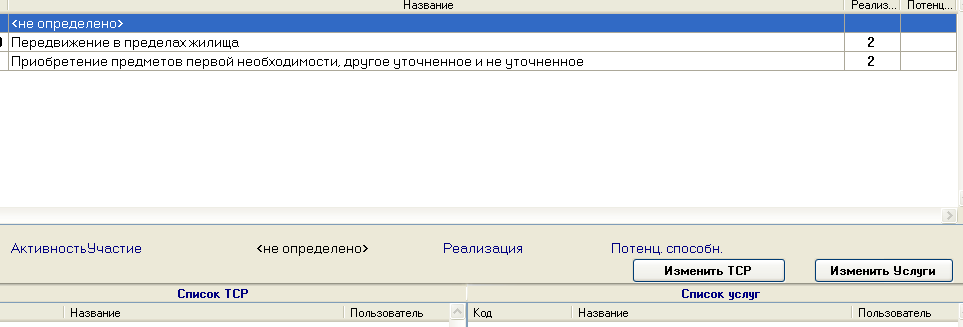 Название Реализ... Потенц...
<не определено>
Передвижение в пределах жилища 2
Приобретение предметов первой необходимости, другое уточненное и не уточненное 2
АктивностьУчастие <не определено> Реализация Потенц. способн.
Изменить ТСР Изменить Услуги
Список ТСР Список услуг
Название Пользователь Код Название Пользователь